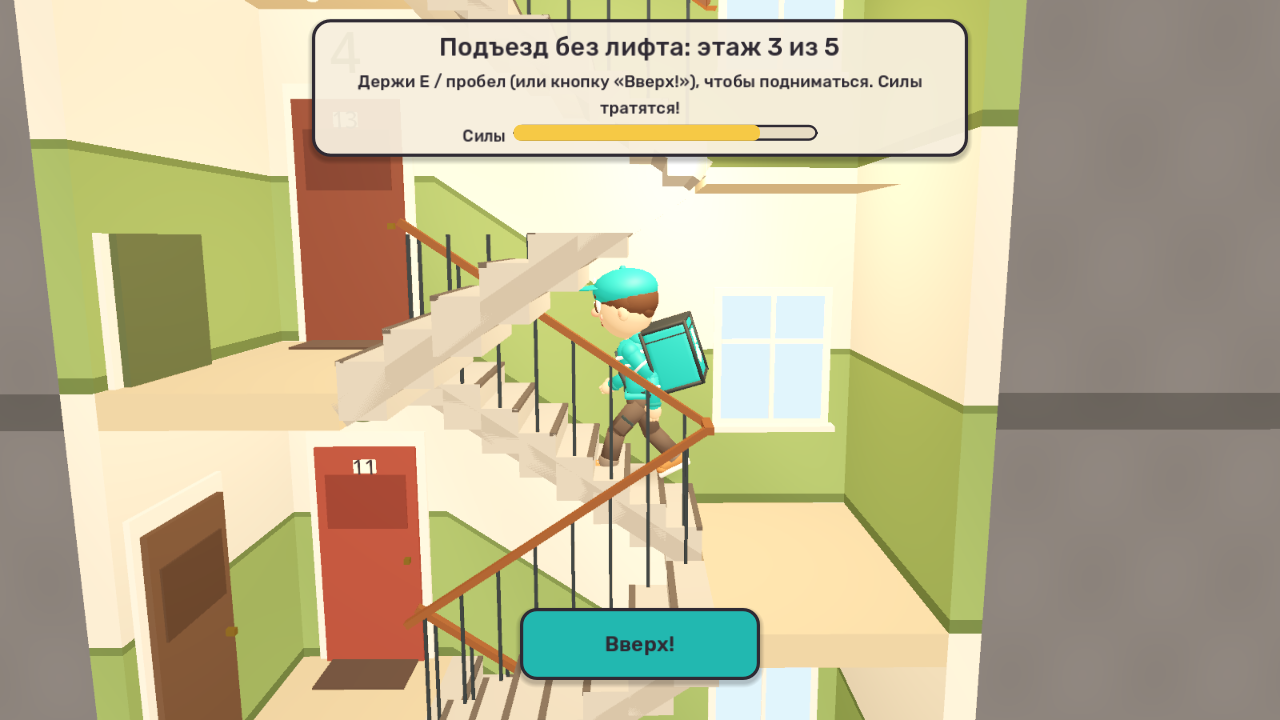 4
Подъезд без лифта: этаж 3 из 5
Держи E / пробел (или кнопку «Вверх!»), чтобы подниматься. Силы
тратятся!
Силы
13
11
Вверх!